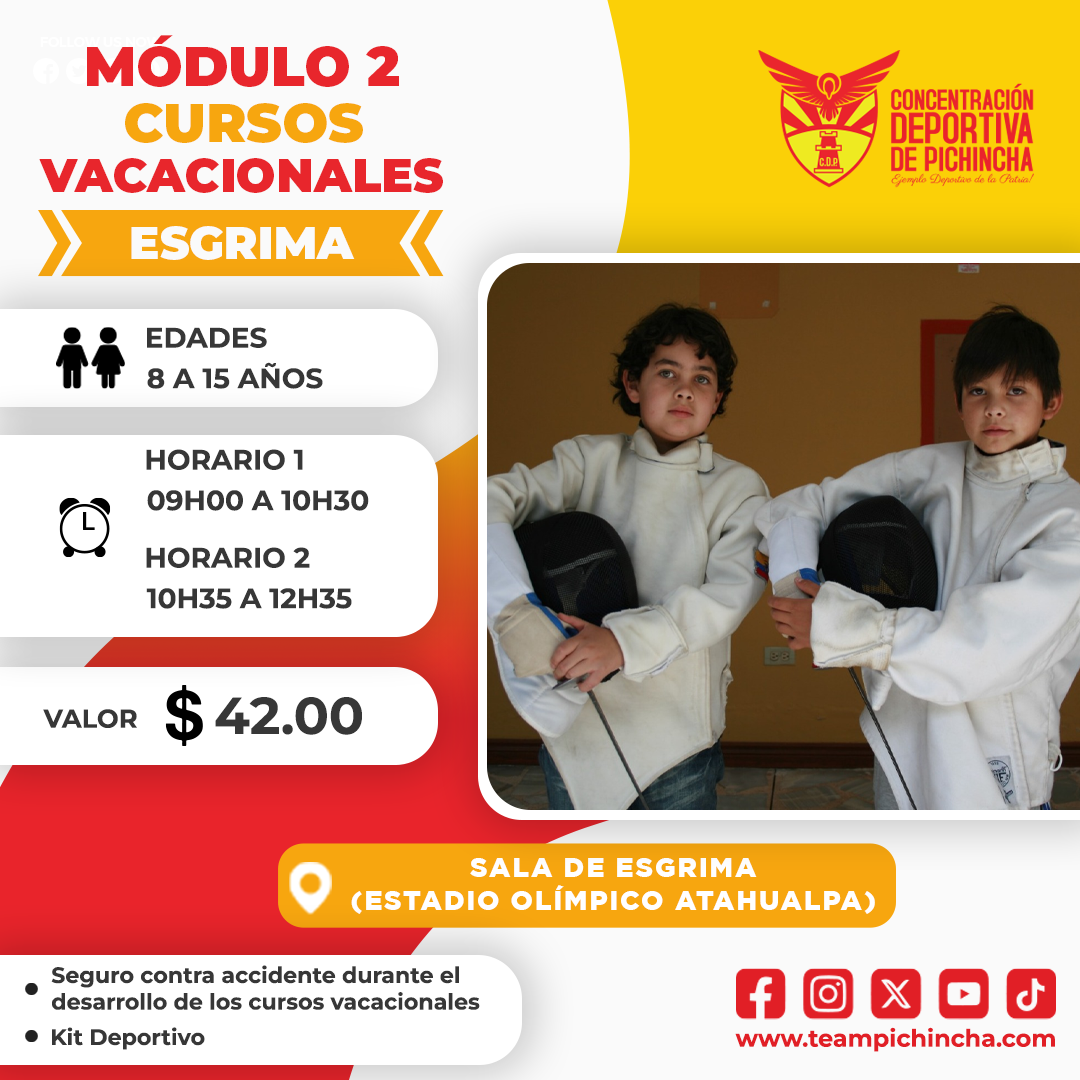 MÓDULO 2
CURSOS
VACACIONALES
ESGRIMA
CONCENTRACIÓN
DEPORTIVA
DE PICHINCHA
Ejemplo Deportivo de la Patria!
C.D.P
EDADES
8 A 15 AÑOS
HORARIO 1
09H00 A 10H30
HORARIO 2
10H35 A 12H35
VALOR $ 42.00
SALA DE ESGRIMA
(ESTADIO OLÍMPICO ATAHUALPA)
• Seguro contra accidente durante el
desarrollo de los cursos vacacionales
• Kit Deportivo
www.teampichincha.com